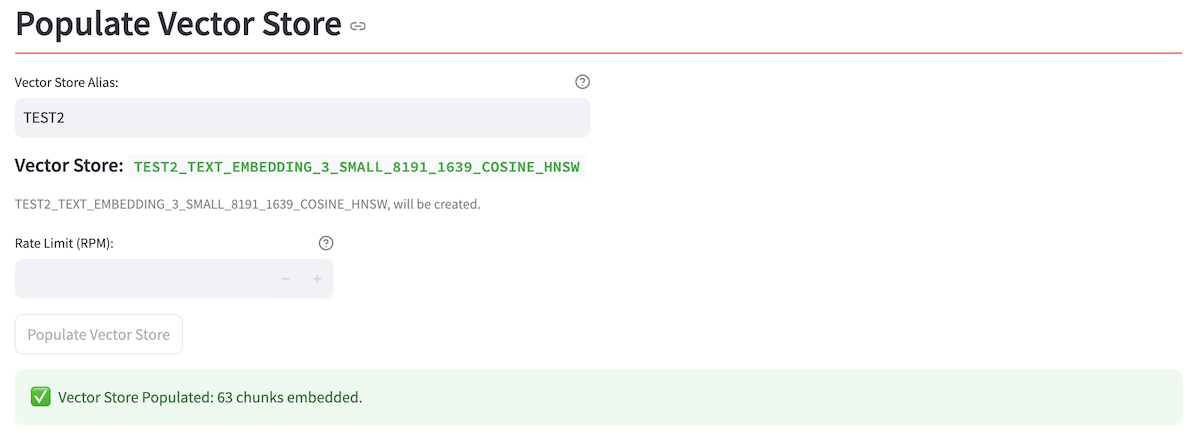 Populate Vector Store
Vector Store Alias:
TEST2
Vector Store: TEST2_TEXT_EMBEDDING_3_SMALL_8191_1639_COSINE_HNSW
TEST2_TEXT_EMBEDDING_3_SMALL_8191_1639_COSINE_HNSW, will be created.
Rate Limit (RPM):
Populate Vector Store
Vector Store Populated: 63 chunks embedded.